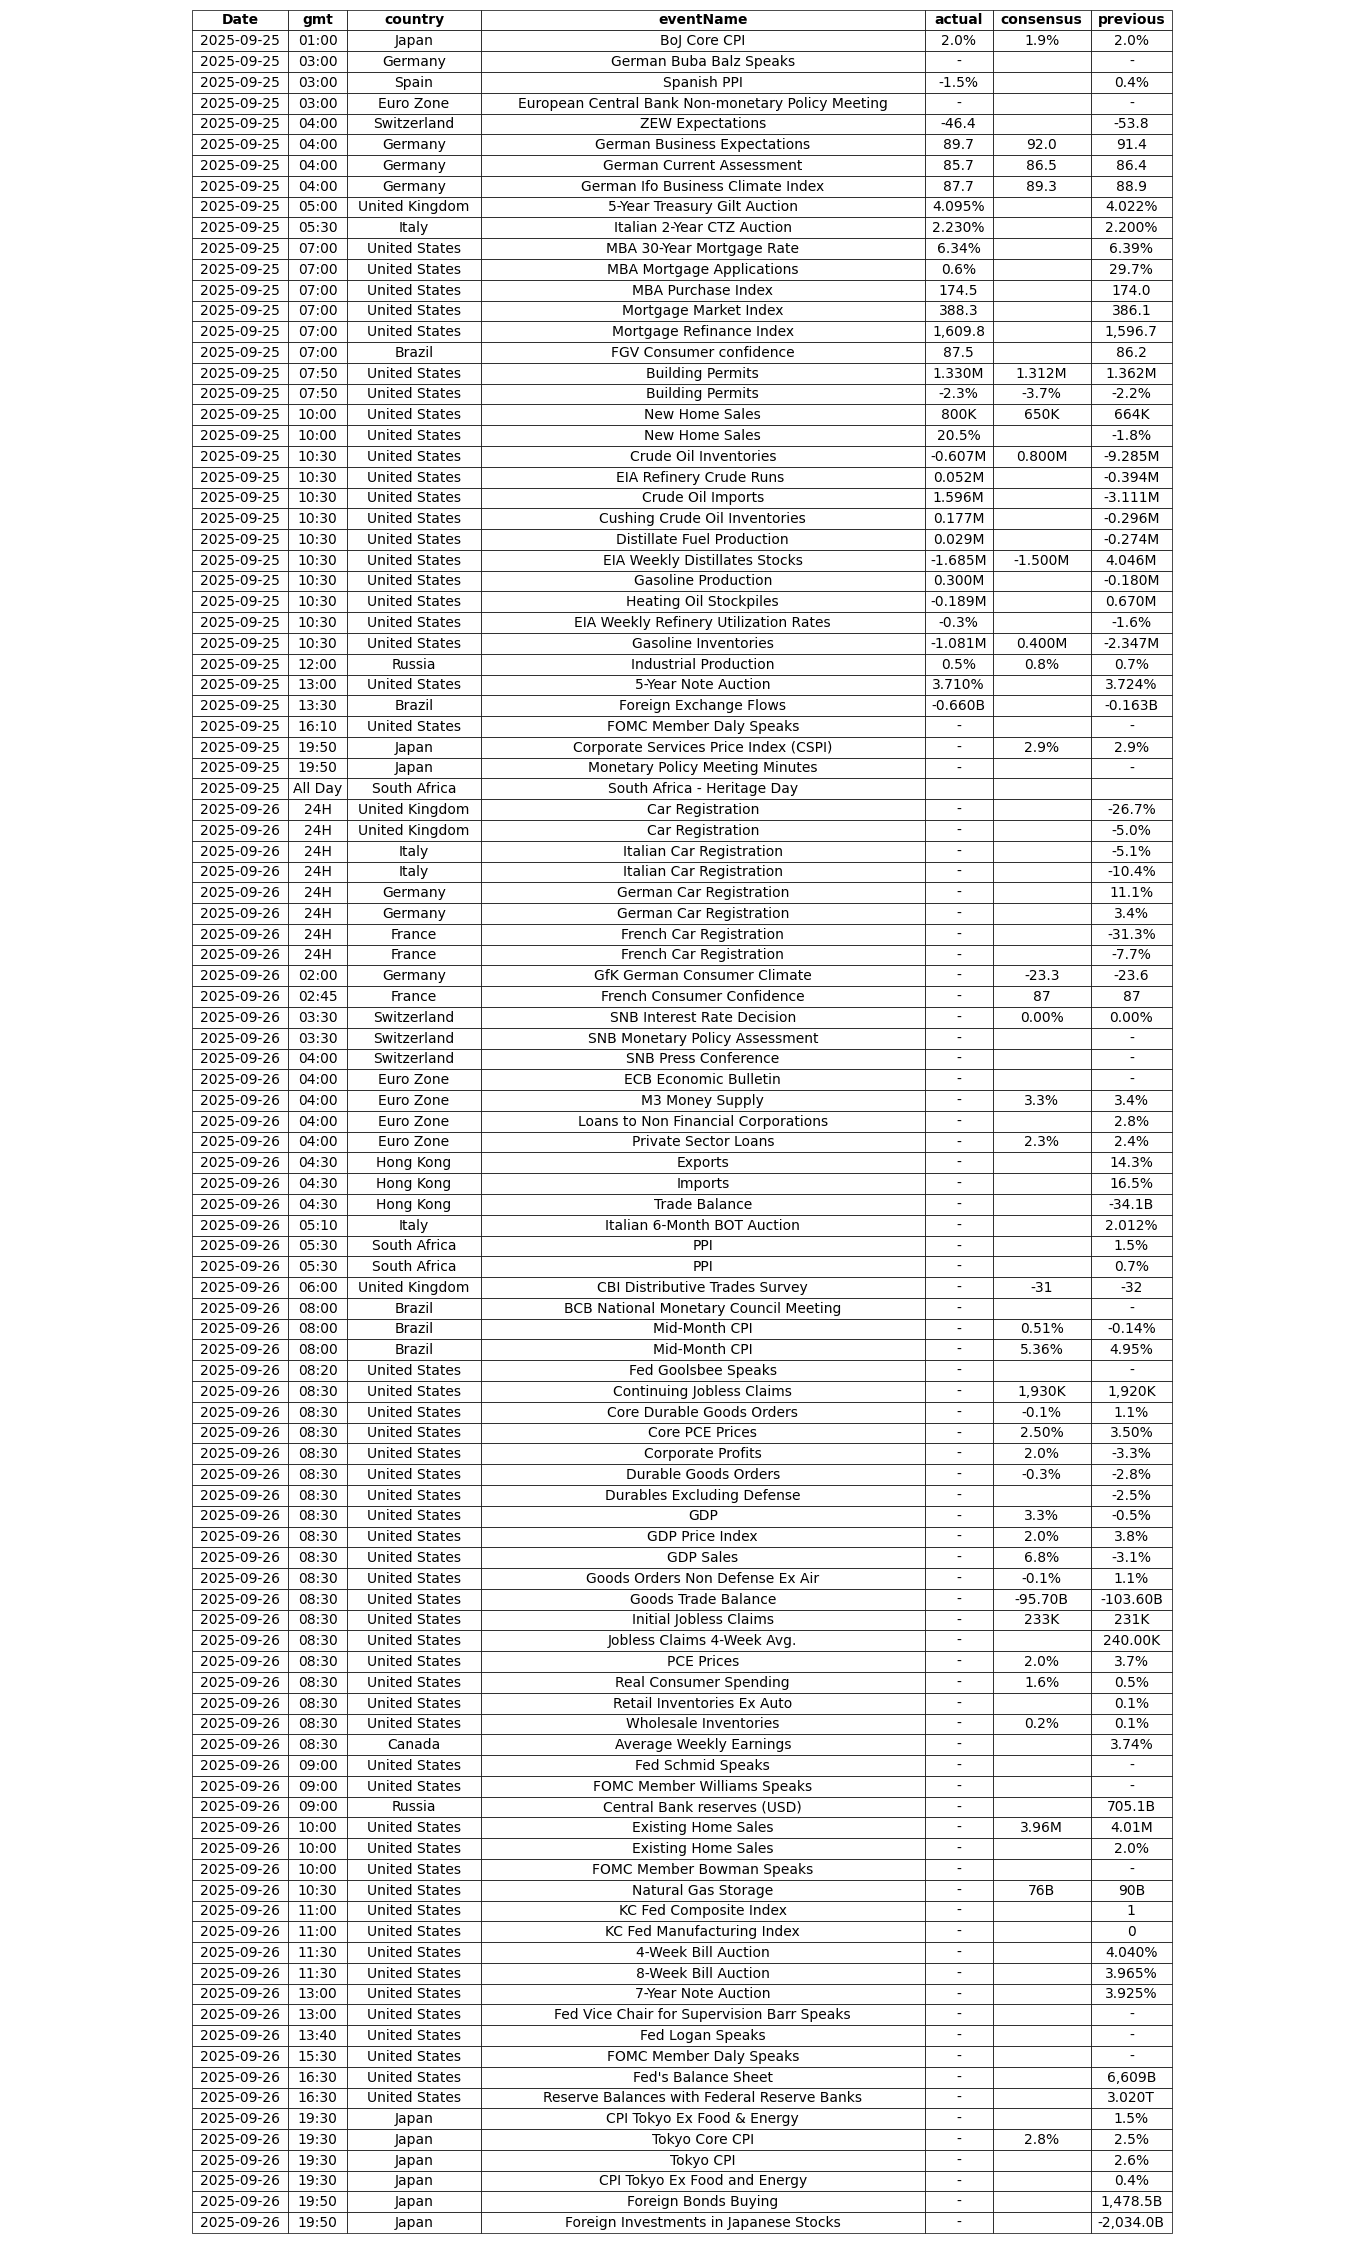 Date gmt country eventName actual consensus previous
2025-09-25 01:00 Japan BoJ Core CPI 2.0% 1.9% 2.0%
2025-09-25 03:00 Germany German Buba Balz Speaks - -
2025-09-25 03:00 Spain Spanish PPI -1.5% 0.4%
2025-09-25 03:00 Euro Zone European Central Bank Non-monetary Policy Meeting - -
2025-09-25 04:00 Switzerland ZEW Expectations -46.4 -53.8
2025-09-25 04:00 Germany German Business Expectations 89.7 92.0 91.4
2025-09-25 04:00 Germany German Current Assessment 85.7 86.5 86.4
2025-09-25 04:00 Germany German Ifo Business Climate Index 87.7 89.3 88.9
2025-09-25 05:00 United Kingdom 5-Year Treasury Gilt Auction 4.095% 4.022%
2025-09-25 05:30 Italy Italian 2-Year CTZ Auction 2.230% 2.200%
2025-09-25 07:00 United States MBA 30-Year Mortgage Rate 6.34% 6.39%
2025-09-25 07:00 United States MBA Mortgage Applications 0.6% 29.7%
2025-09-25 07:00 United States MBA Purchase Index 174.5 174.0
2025-09-25 07:00 United States Mortgage Market Index 388.3 386.1
2025-09-25 07:00 United States Mortgage Refinance Index 1,609.8 1,596.7
2025-09-25 07:00 Brazil FGV Consumer confidence 87.5 86.2
2025-09-25 07:50 United States Building Permits 1.330M 1.312M 1.362M
2025-09-25 07:50 United States Building Permits -2.3% -3.7% -2.2%
2025-09-25 10:00 United States New Home Sales 800K 650K 664K
2025-09-25 10:00 United States New Home Sales 20.5% -1.8%
2025-09-25 10:30 United States Crude Oil Inventories -0.607M 0.800M -9.285M
2025-09-25 10:30 United States EIA Refinery Crude Runs 0.052M -0.394M
2025-09-25 10:30 United States Crude Oil Imports 1.596M -3.111M
2025-09-25 10:30 United States Cushing Crude Oil Inventories 0.177M -0.296M
2025-09-25 10:30 United States Distillate Fuel Production 0.029M -0.274M
2025-09-25 10:30 United States EIA Weekly Distillates Stocks -1.685M -1.500M 4.046M
2025-09-25 10:30 United States Gasoline Production 0.300M -0.180M
2025-09-25 10:30 United States Heating Oil Stockpiles -0.189M 0.670M
2025-09-25 10:30 United States EIA Weekly Refinery Utilization Rates -0.3% -1.6%
2025-09-25 10:30 United States Gasoline Inventories -1.081M 0.400M -2.347M
2025-09-25 12:00 Russia Industrial Production 0.5% 0.8% 0.7%
2025-09-25 13:00 United States 5-Year Note Auction 3.710% 3.724%
2025-09-25 13:30 Brazil Foreign Exchange Flows -0.660B -0.163B
2025-09-25 16:10 United States FOMC Member Daly Speaks - -
2025-09-25 19:50 Japan Corporate Services Price Index (CSPI) - 2.9% 2.9%
2025-09-25 19:50 Japan Monetary Policy Meeting Minutes - -
2025-09-25 All Day South Africa South Africa - Heritage Day
2025-09-26 24H United Kingdom Car Registration - -26.7%
2025-09-26 24H United Kingdom Car Registration - -5.0%
2025-09-26 24H Italy Italian Car Registration - -5.1%
2025-09-26 24H Italy Italian Car Registration - -10.4%
2025-09-26 24H Germany German Car Registration - 11.1%
2025-09-26 24H Germany German Car Registration - 3.4%
2025-09-26 24H France French Car Registration - -31.3%
2025-09-26 24H France French Car Registration - -7.7%
2025-09-26 02:00 Germany GfK German Consumer Climate - -23.3 -23.6
2025-09-26 02:45 France French Consumer Confidence - 87 87
2025-09-26 03:30 Switzerland SNB Interest Rate Decision - 0.00% 0.00%
2025-09-26 03:30 Switzerland SNB Monetary Policy Assessment - -
2025-09-26 04:00 Switzerland SNB Press Conference - -
2025-09-26 04:00 Euro Zone ECB Economic Bulletin - -
2025-09-26 04:00 Euro Zone M3 Money Supply - 3.3% 3.4%
2025-09-26 04:00 Euro Zone Loans to Non Financial Corporations - 2.8%
2025-09-26 04:00 Euro Zone Private Sector Loans - 2.3% 2.4%
2025-09-26 04:30 Hong Kong Exports - 14.3%
2025-09-26 04:30 Hong Kong Imports - 16.5%
2025-09-26 04:30 Hong Kong Trade Balance - -34.1B
2025-09-26 05:10 Italy Italian 6-Month BOT Auction - 2.012%
2025-09-26 05:30 South Africa PPI - 1.5%
2025-09-26 05:30 South Africa PPI - 0.7%
2025-09-26 06:00 United Kingdom CBI Distributive Trades Survey - -31 -32
2025-09-26 08:00 Brazil BCB National Monetary Council Meeting - -
2025-09-26 08:00 Brazil Mid-Month CPI - 0.51% -0.14%
2025-09-26 08:00 Brazil Mid-Month CPI - 5.36% 4.95%
2025-09-26 08:20 United States Fed Goolsbee Speaks - -
2025-09-26 08:30 United States Continuing Jobless Claims - 1,930K 1,920K
2025-09-26 08:30 United States Core Durable Goods Orders - -0.1% 1.1%
2025-09-26 08:30 United States Core PCE Prices - 2.50% 3.50%
2025-09-26 08:30 United States Corporate Profits - 2.0% -3.3%
2025-09-26 08:30 United States Durable Goods Orders - -0.3% -2.8%
2025-09-26 08:30 United States Durables Excluding Defense - -2.5%
2025-09-26 08:30 United States GDP - 3.3% -0.5%
2025-09-26 08:30 United States GDP Price Index - 2.0% 3.8%
2025-09-26 08:30 United States GDP Sales - 6.8% -3.1%
2025-09-26 08:30 United States Goods Orders Non Defense Ex Air - -0.1% 1.1%
2025-09-26 08:30 United States Goods Trade Balance - -95.70B -103.60B
2025-09-26 08:30 United States Initial Jobless Claims - 233K 231K
2025-09-26 08:30 United States Jobless Claims 4-Week Avg. - 240.00K
2025-09-26 08:30 United States PCE Prices - 2.0% 3.7%
2025-09-26 08:30 United States Real Consumer Spending - 1.6% 0.5%
2025-09-26 08:30 United States Retail Inventories Ex Auto - 0.1%
2025-09-26 08:30 United States Wholesale Inventories - 0.2% 0.1%
2025-09-26 08:30 Canada Average Weekly Earnings - 3.74%
2025-09-26 09:00 United States Fed Schmid Speaks - -
2025-09-26 09:00 United States FOMC Member Williams Speaks - -
2025-09-26 09:00 Russia Central Bank reserves (USD) - 705.1B
2025-09-26 10:00 United States Existing Home Sales - 3.96M 4.01M
2025-09-26 10:00 United States Existing Home Sales - 2.0%
2025-09-26 10:00 United States FOMC Member Bowman Speaks - -
2025-09-26 10:30 United States Natural Gas Storage - 76B 90B
2025-09-26 11:00 United States KC Fed Composite Index - 1
2025-09-26 11:00 United States KC Fed Manufacturing Index - 0
2025-09-26 11:30 United States 4-Week Bill Auction - 4.040%
2025-09-26 11:30 United States 8-Week Bill Auction - 3.965%
2025-09-26 13:00 United States 7-Year Note Auction - 3.925%
2025-09-26 13:00 United States Fed Vice Chair for Supervision Barr Speaks - -
2025-09-26 13:40 United States Fed Logan Speaks - -
2025-09-26 15:30 United States FOMC Member Daly Speaks - -
2025-09-26 16:30 United States Fed's Balance Sheet - 6,609B
2025-09-26 16:30 United States Reserve Balances with Federal Reserve Banks - 3.020T
2025-09-26 19:30 Japan CPI Tokyo Ex Food & Energy - 1.5%
2025-09-26 19:30 Japan Tokyo Core CPI - 2.8% 2.5%
2025-09-26 19:30 Japan Tokyo CPI - 2.6%
2025-09-26 19:30 Japan CPI Tokyo Ex Food and Energy - 0.4%
2025-09-26 19:50 Japan Foreign Bonds Buying - 1,478.5B
2025-09-26 19:50 Japan Foreign Investments in Japanese Stocks - -2,034.0B